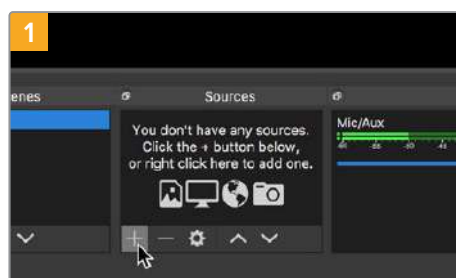 1
enes
Sources
Mic/Aux
You don't have any sources.
Click the + button below,
or right click here to add one.